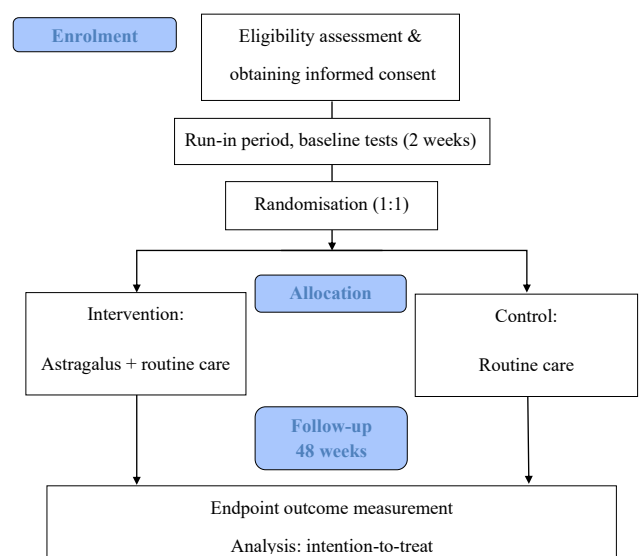 Enrolment
Eligibility assessment &
obtaining informed consent
Run-in period, baseline tests (2 weeks)
Randomisation (1:1)
Allocation
Intervention:
Astragalus + routine care
Control:
Routine care
Follow-up
48 weeks
Endpoint outcome measurement
Analysis: intention-to-treat